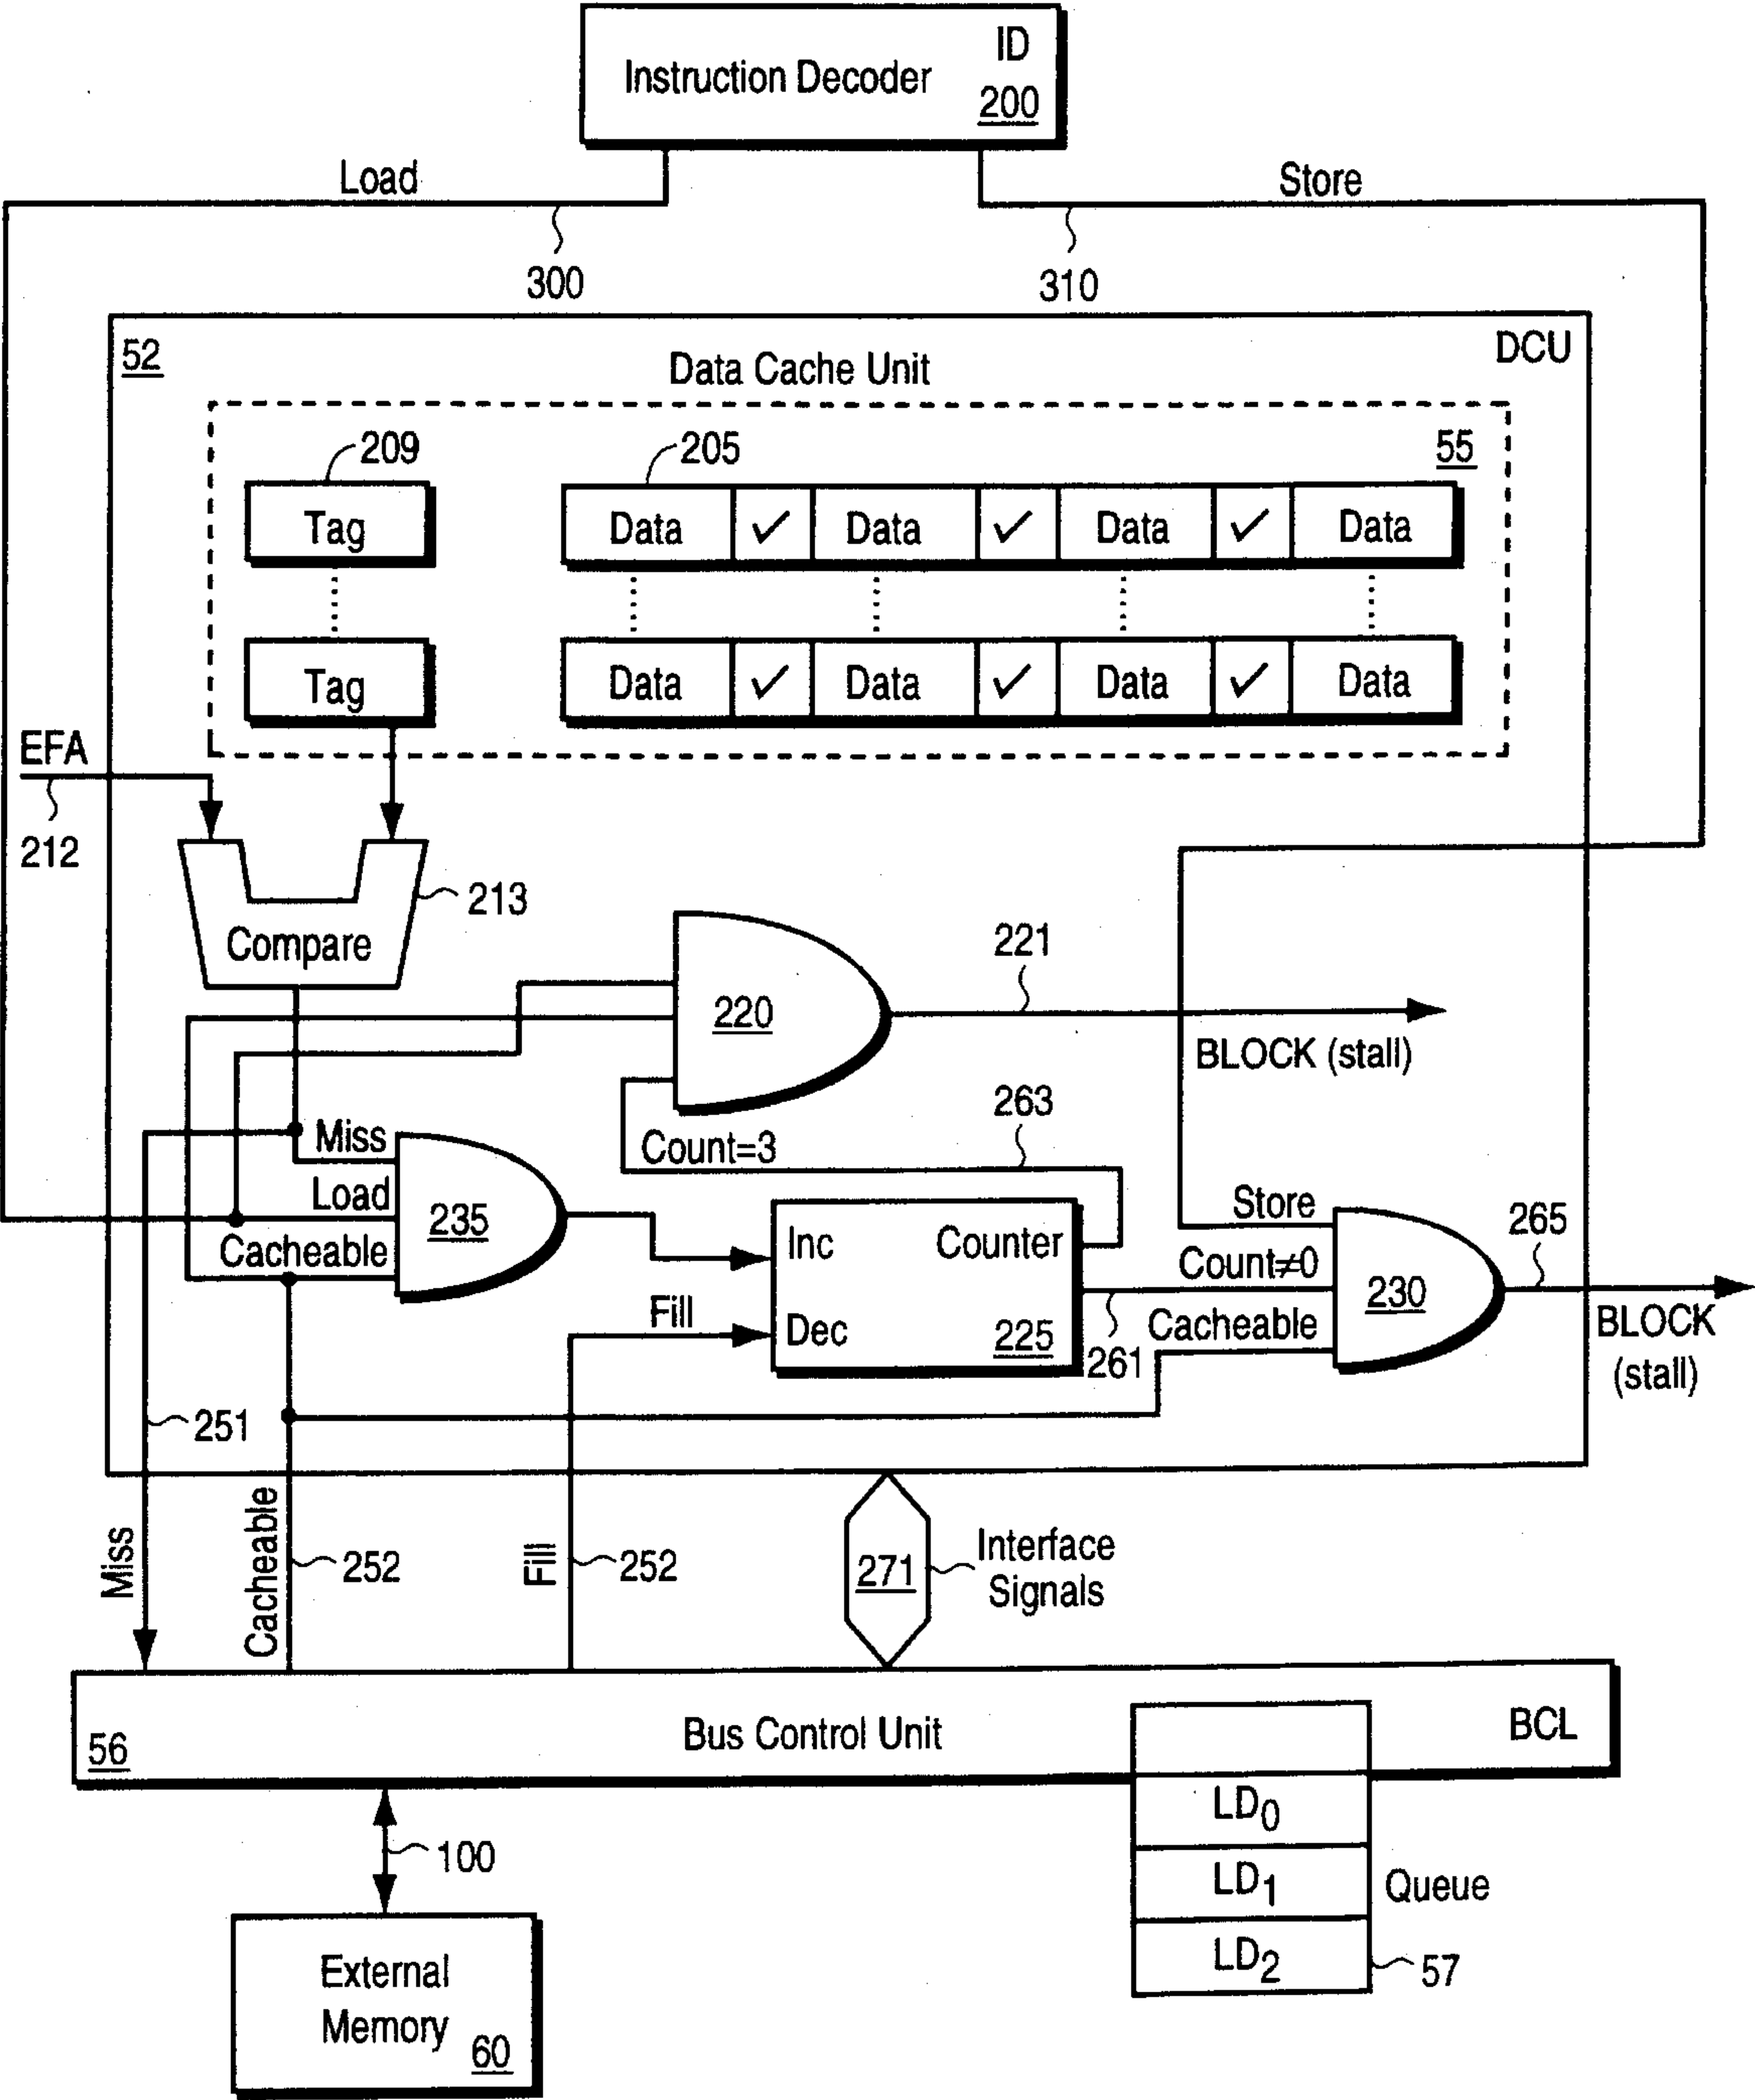 ID
Instruction Decoder
200
Load
Store
300
310
52
DCU
Data Cache Unit
209
205
55
Tag
Data ✓ Data ✓ Data ✓ Data
Tag
Data ✓ Data ✓ Data ✓ Data
EFA
212
213
Compare
221
220
BLOCK (stall)
263
Count=3
Miss
Load
235
Cacheable
Store
265
Inc
Counter
Count≠0
230
Fill
Dec
225
Cacheable
261
BLOCK
(stall)
251
Miss
Cacheable
252
Fill
252
271
Interface
Signals
Bus Control Unit
BCL
56
LD0
100
LD1
Queue
LD2
57
External
Memory
60